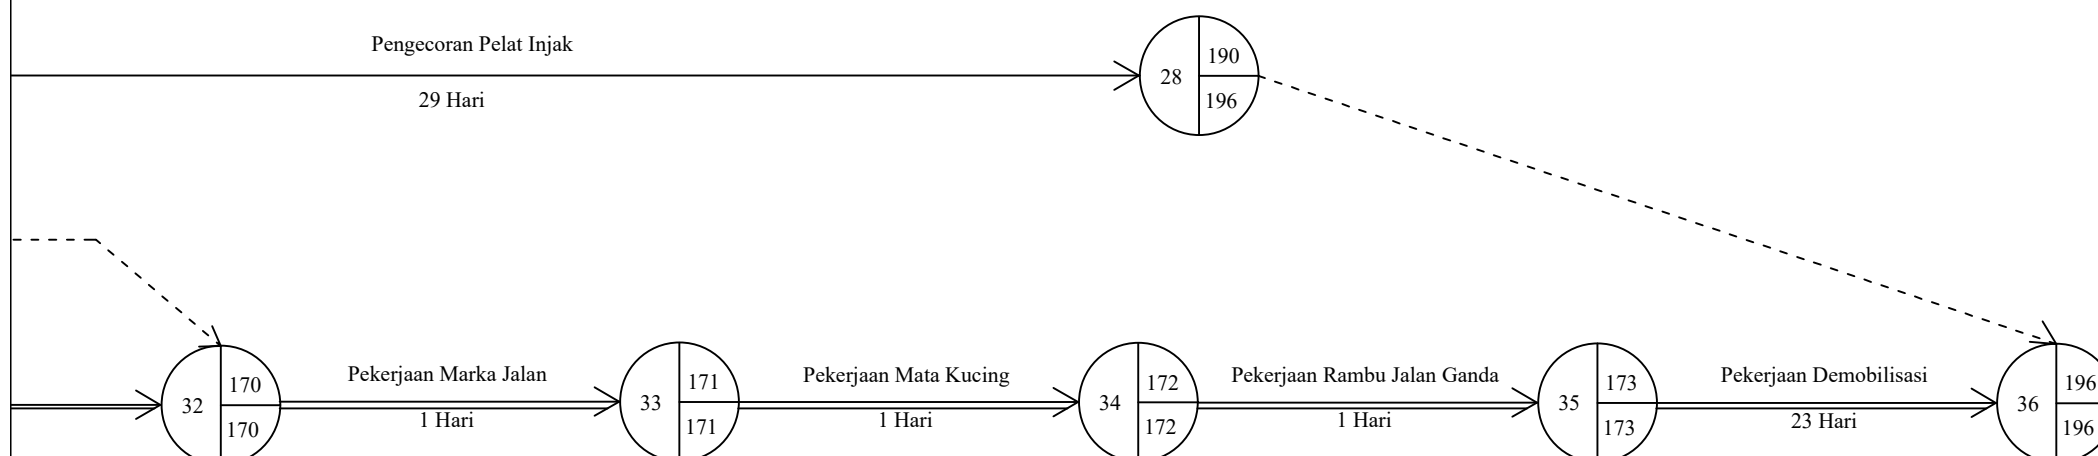 Pengecoran Pelat Injak
29 Hari
28
190
196
32
170
170
Pekerjaan Marka Jalan
1 Hari
33
171
171
Pekerjaan Mata Kucing
1 Hari
34
172
172
Pekerjaan Rambu Jalan Ganda
1 Hari
35
173
173
Pekerjaan Demobilisasi
23 Hari
36
196
196